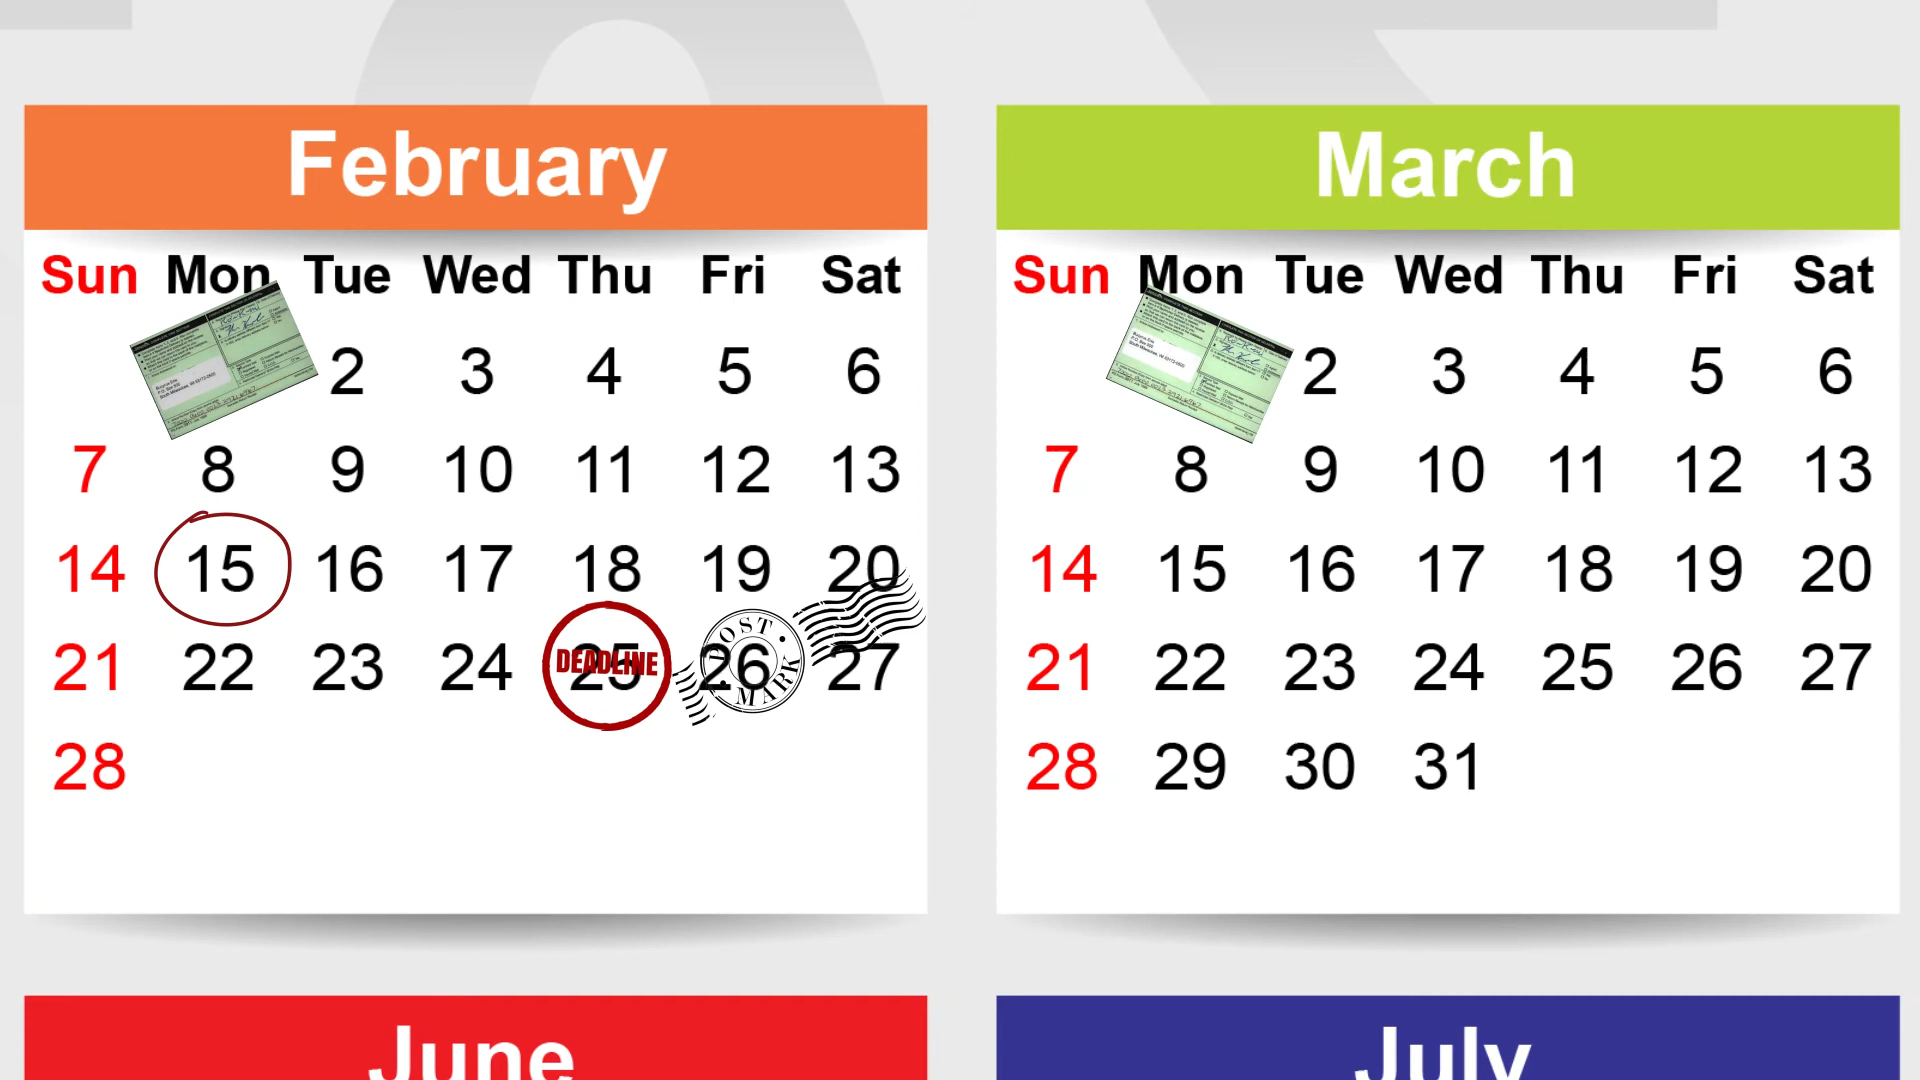 February
Sun Mon Tue Wed Thu Fri Sat
2 3 4 5 6
7 8 9 10 11 12 13
14 15 16 17 18 19 20
21 22 23 24 25 26 27
DEADLINE
POST MARK
28
March
Sun Mon Tue Wed Thu Fri Sat
2 3 4 5 6
7 8 9 10 11 12 13
14 15 16 17 18 19 20
21 22 23 24 25 26 27
28 29 30 31
June
July